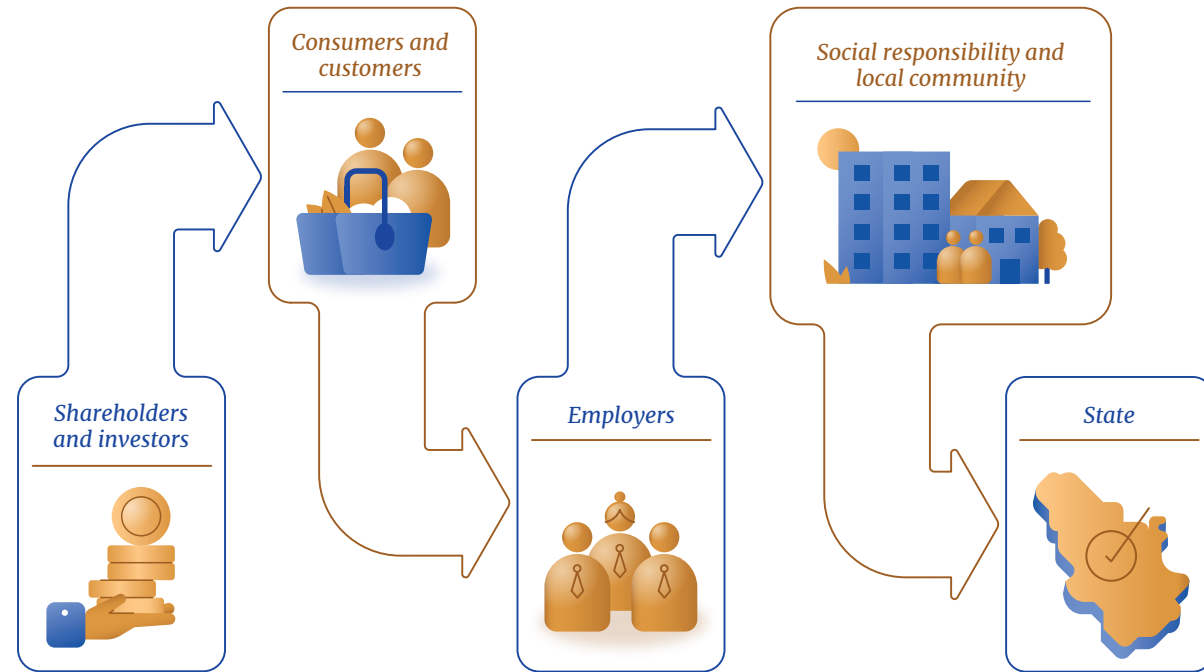 Shareholders
and investors
Consumers and
customers
Employers
Social responsibility and
local community
State